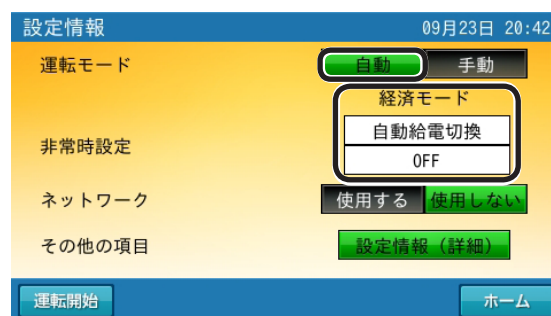 設定情報 09月23日 20:42
運転モード 自動 手動
経済モード
非常時設定 自動給電切換
OFF
ネットワーク 使用する 使用しない
その他の項目 設定情報（詳細）
運転開始 ホーム